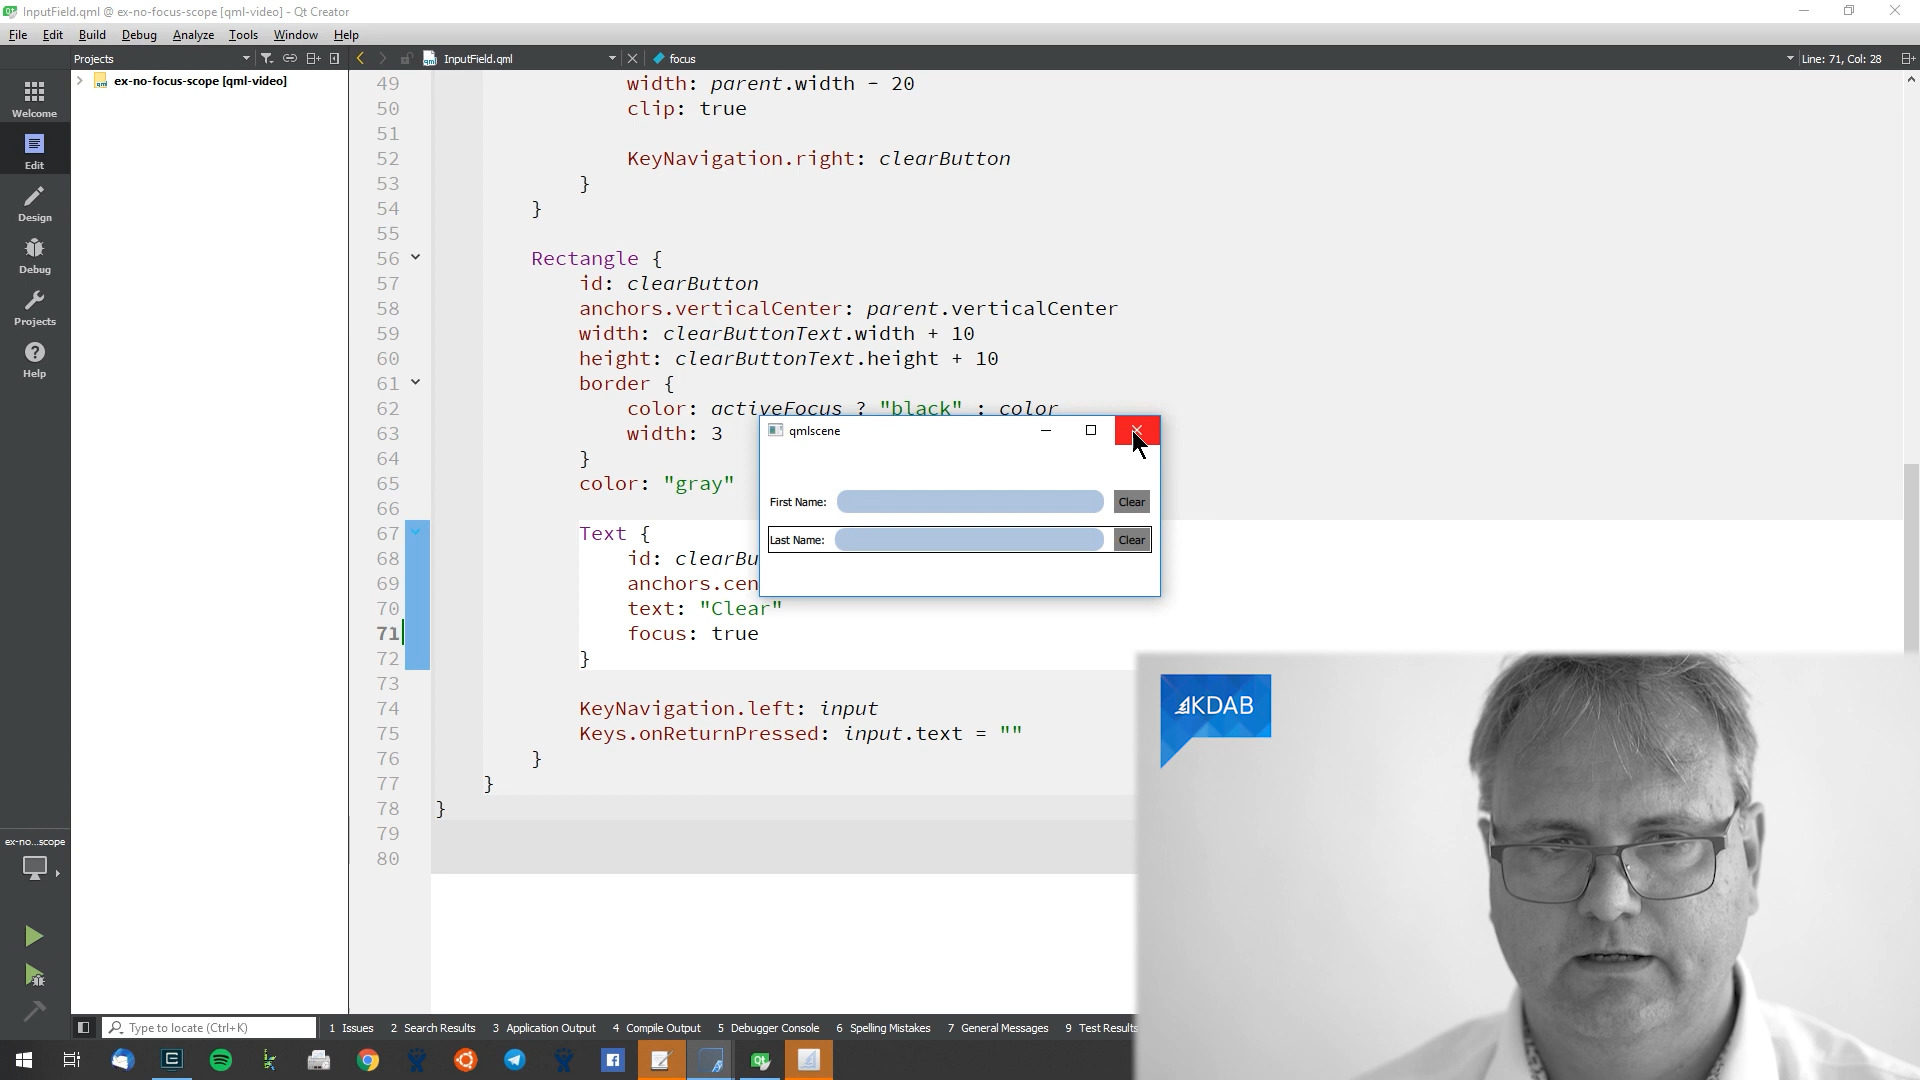 InputField.qml @ ex-no-focus-scope [qml-video] - Qt Creator
File Edit Build Debug Analyze Tools Window Help
Projects
InputField.qml
focus
Line: 71, Col: 28
ex-no-focus-scope [qml-video]
Welcome
Edit
Design
Debug
Projects
Help
ex-no...scope
49 width: parent.width - 20
50 clip: true
51
52 KeyNavigation.right: clearButton
53 }
54 }
55
56 Rectangle {
57 id: clearButton
58 anchors.verticalCenter: parent.verticalCenter
59 width: clearButtonText.width + 10
60 height: clearButtonText.height + 10
61 border {
62 color: activeFocus ? "black" : color
63 width: 3
64 }
65 color: "gray"
66
67 Text {
68 id: clearBu
69 anchors.cen
70 text: "Clear"
71 focus: true
72 }
73
74 KeyNavigation.left: input
75 Keys.onReturnPressed: input.text = ""
76 }
77 }
78 }
79
80
qmlscene
First Name: Clear
Last Name: Clear
KDAB
Type to locate (Ctrl+K)
1 Issues 2 Search Results 3 Application Output 4 Compile Output 5 Debugger Console 6 Spelling Mistakes 7 General Messages 9 Test Results